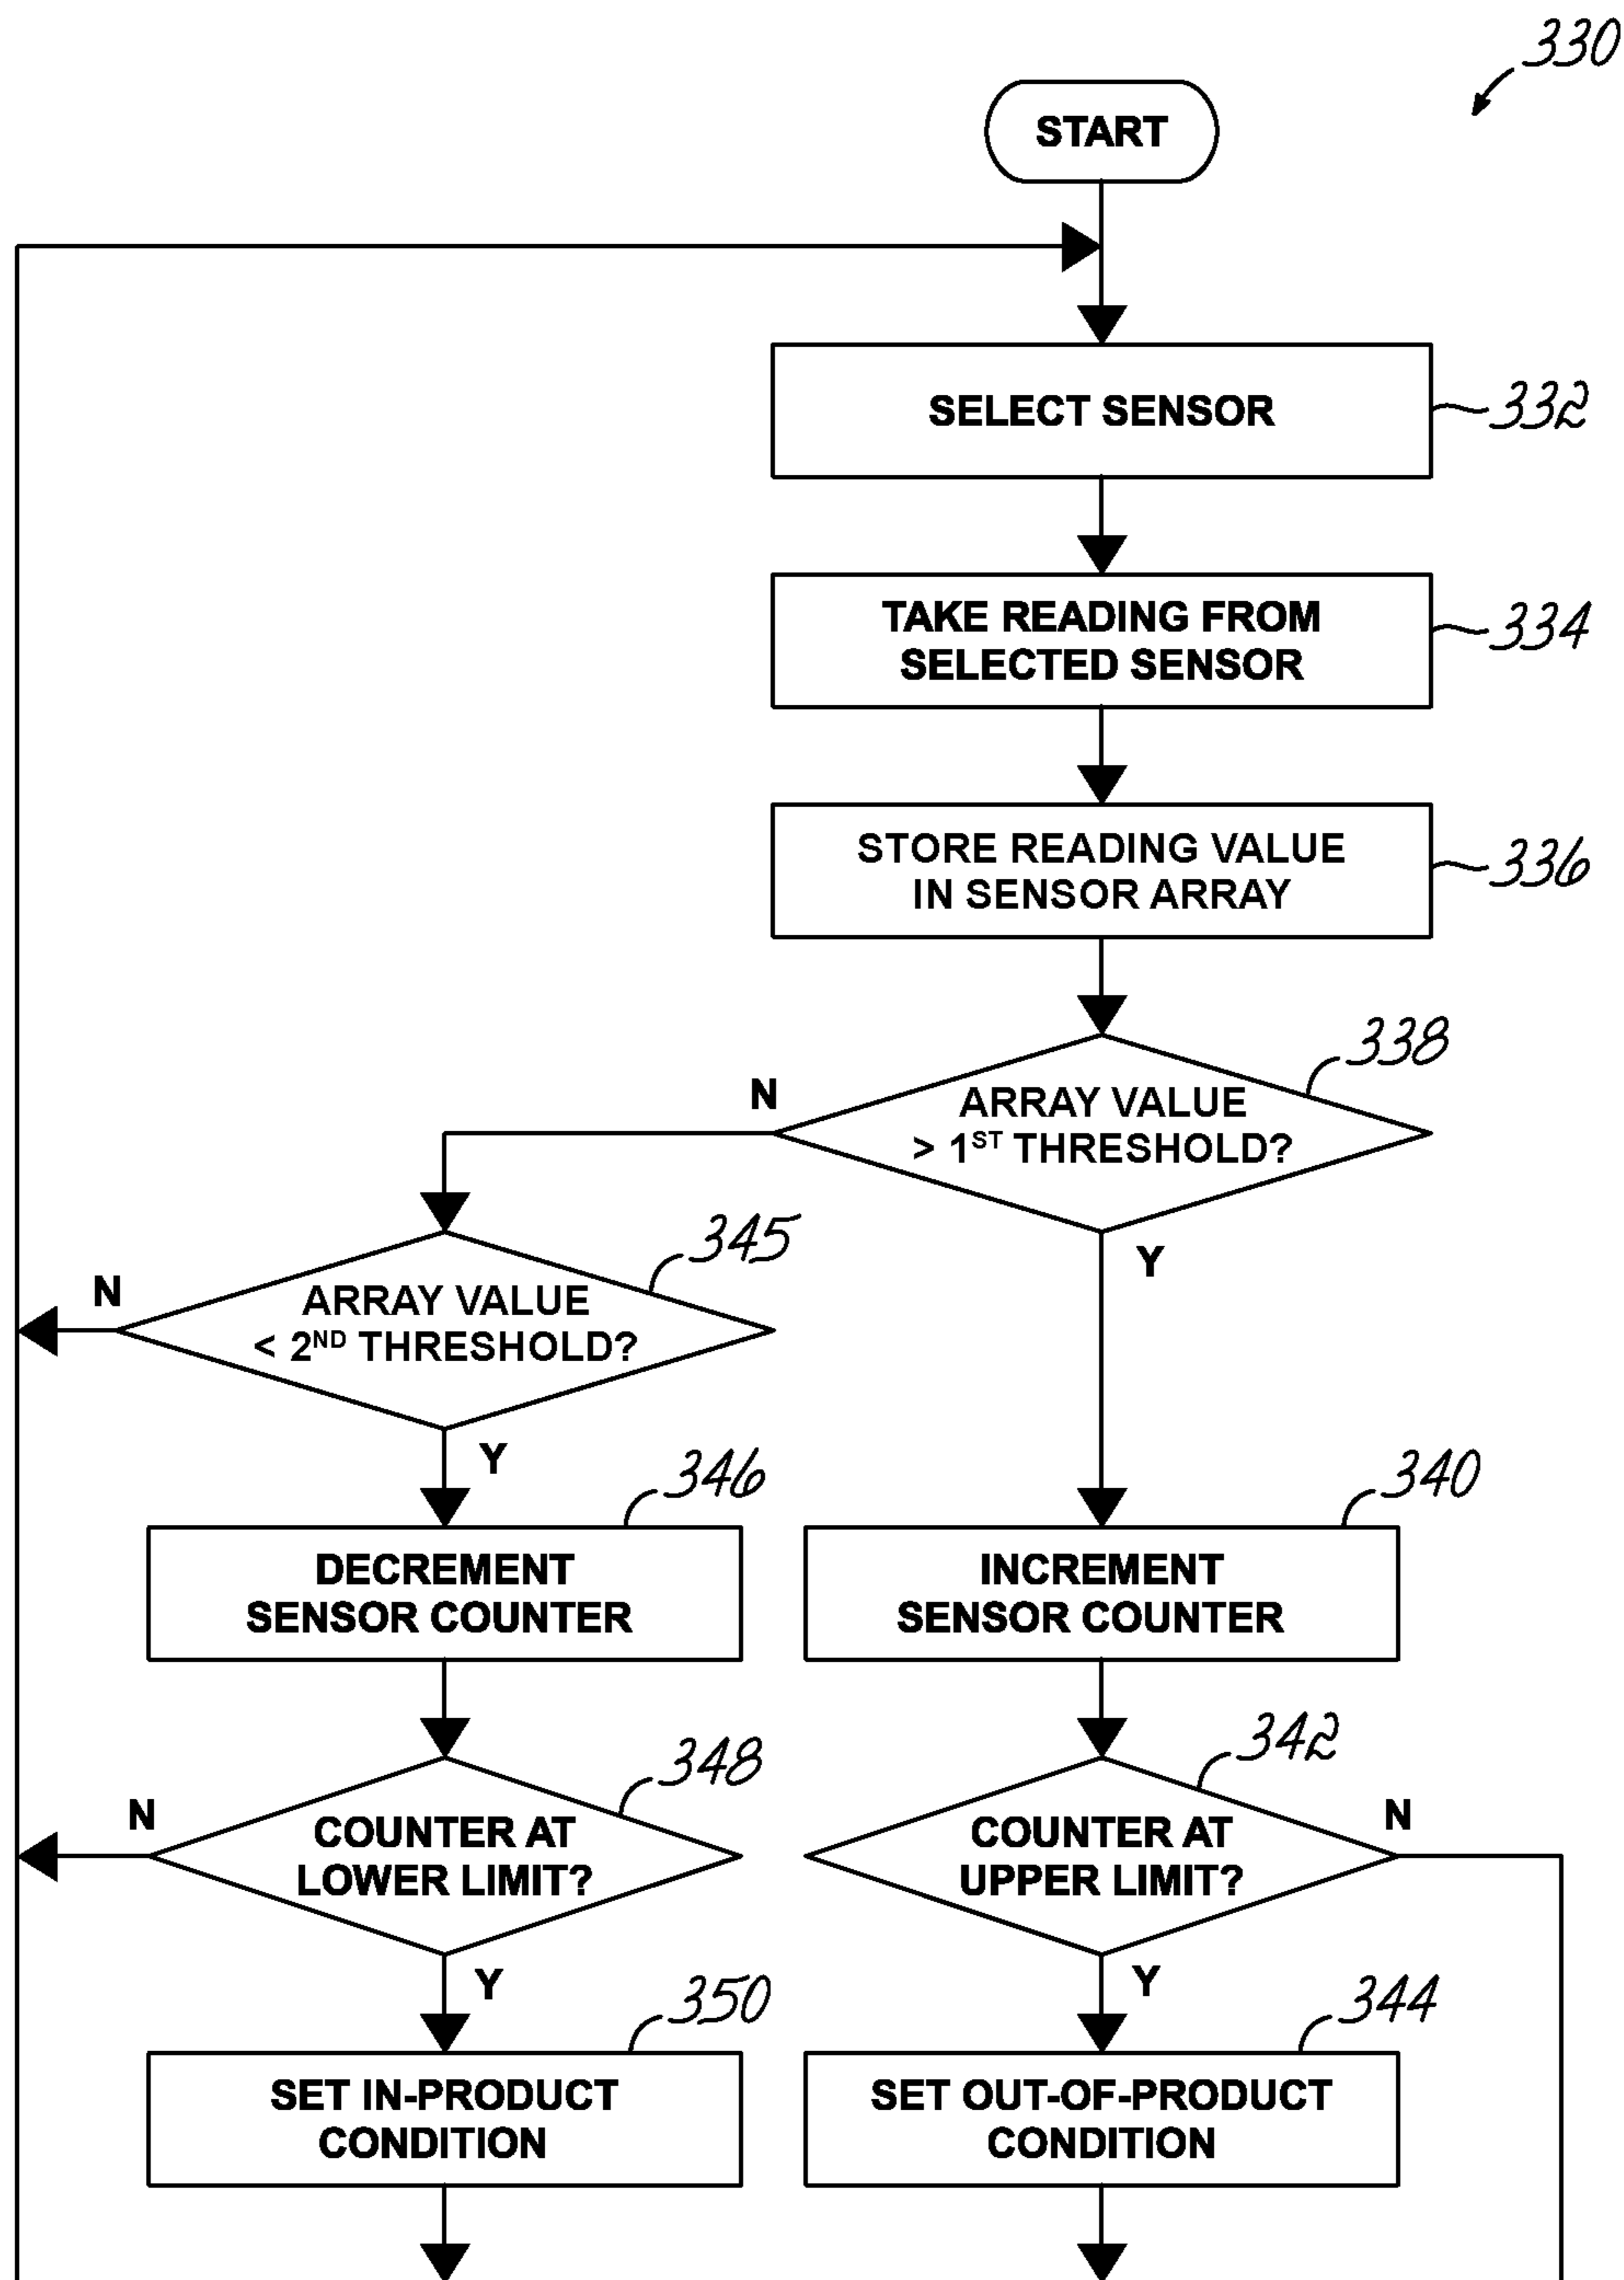 330
START
SELECT SENSOR
332
TAKE READING FROM
SELECTED SENSOR
334
STORE READING VALUE
IN SENSOR ARRAY
336
338
ARRAY VALUE
> 1ST THRESHOLD?
N
Y
345
ARRAY VALUE
< 2ND THRESHOLD?
N
Y
346
DECREMENT
SENSOR COUNTER
340
INCREMENT
SENSOR COUNTER
348
COUNTER AT
LOWER LIMIT?
N
Y
342
COUNTER AT
UPPER LIMIT?
N
Y
350
SET IN-PRODUCT
CONDITION
344
SET OUT-OF-PRODUCT
CONDITION